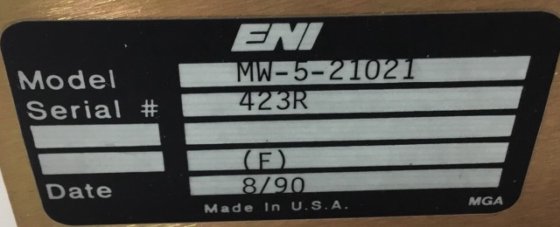 ENI
Model MW-5-21021
Serial # 423R
(F)
Date 8/90
Made In U.S.A. MGA